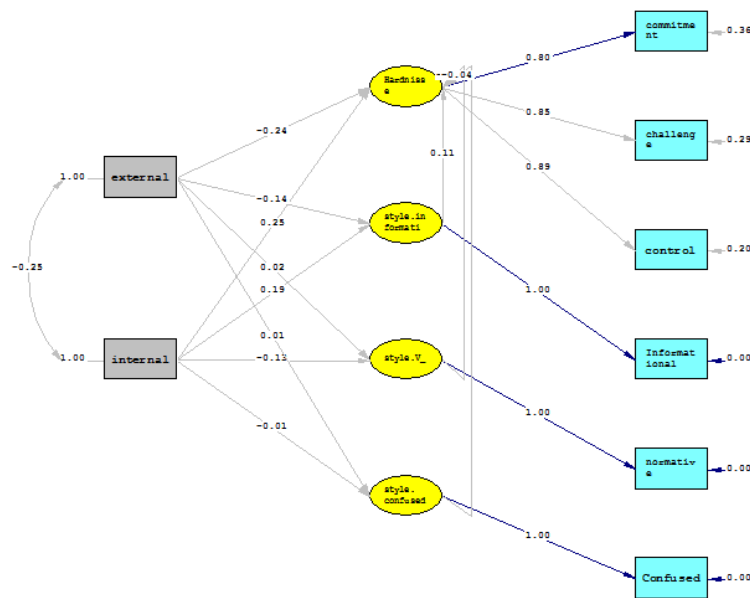 commitme
nt
0.36
0.80
Hardniss
e
--0.04
0.85
challeng
e
0.29
-0.24
0.89
0.11
external
1.00
-0.14
0.25
style.in
formati
control
0.20
-0.25
0.02
0.19
1.00
internal
1.00
0.01
-0.13
style.V_
Informat
ional
0.00
-0.01
1.00
normativ
e
0.00
style.
confused
1.00
Confused
0.00